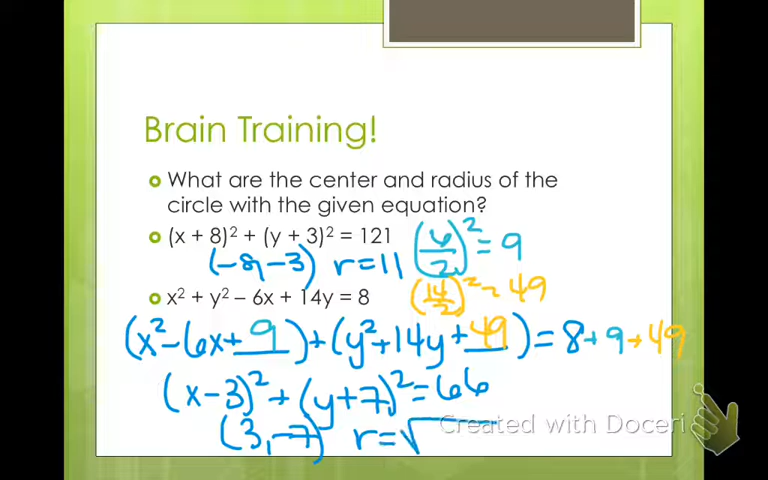 Brain Training!
What are the center and radius of the
circle with the given equation?
(x + 8)² + (y + 3)² = 121
(6/2)² = 9
(-8, -3) r = 11
(14/2)² = 49
x² + y² – 6x + 14y = 8
(x² - 6x + 9) + (y² + 14y + 49) = 8 + 9 + 49
(x - 3)² + (y + 7)² = 66
(3, -7) r = √
Created with Doceri